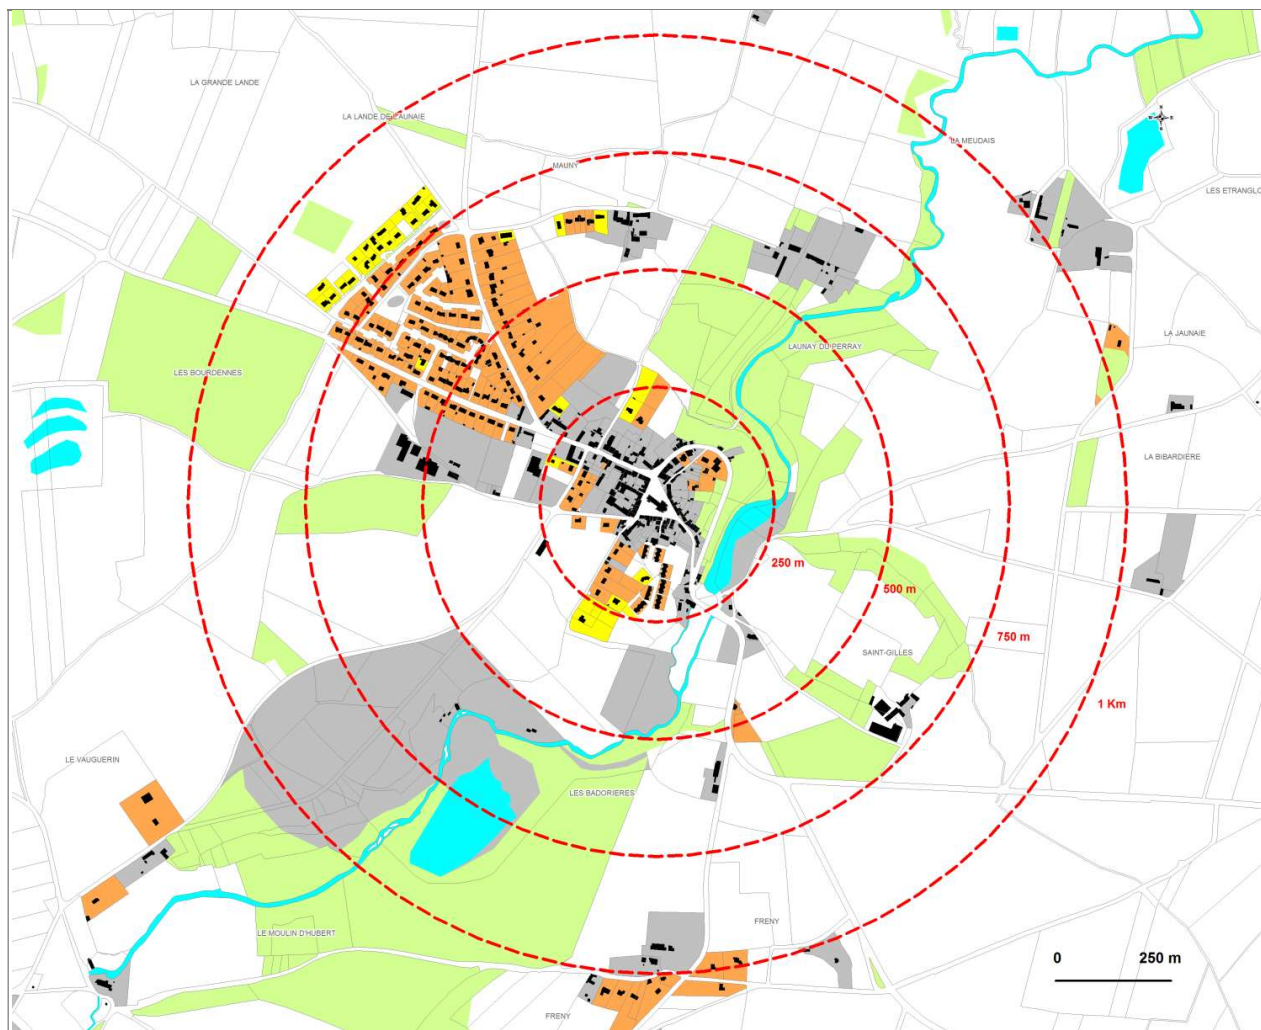 LA GRANDE LANDE
LA LANDE DE L'AUNAIE
LA MEUDAIS
MAUNY
LES ETRANGLO
LA JAUNAIE
LAUNAY DU PERRAY
LES BOURDENNES
LA BIBARDIERE
250 m
500 m
750 m
SAINT-GILLES
1 Km
LE VAUGUERIN
LES BADORIERES
FRENY
LE MOULIN D'HUBERT
0 250 m
FRENY